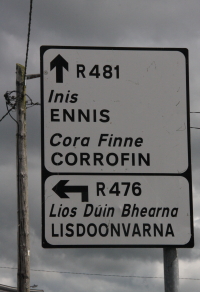 R481
Inis
ENNIS
Cora Finne
CORROFIN
R476
Lios Dúin Bhearna
LISDOONVARNA